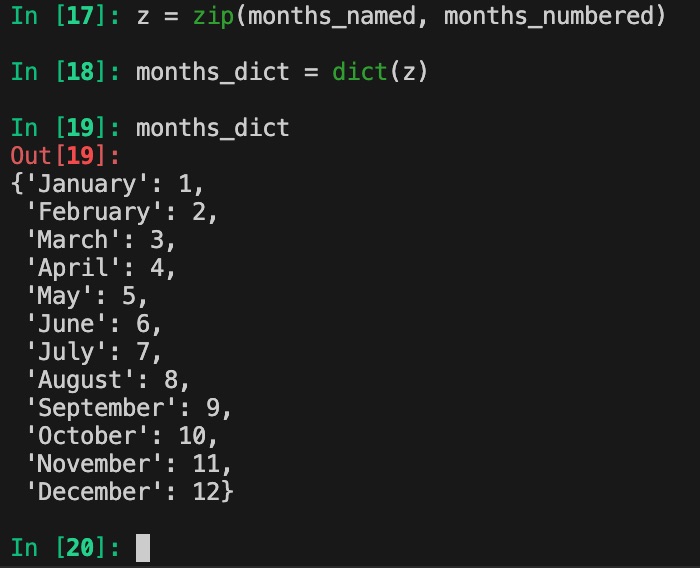 In [17]: z = zip(months_named, months_numbered)
In [18]: months_dict = dict(z)
In [19]: months_dict
Out[19]:
{'January': 1,
 'February': 2,
 'March': 3,
 'April': 4,
 'May': 5,
 'June': 6,
 'July': 7,
 'August': 8,
 'September': 9,
 'October': 10,
 'November': 11,
 'December': 12}
In [20]: